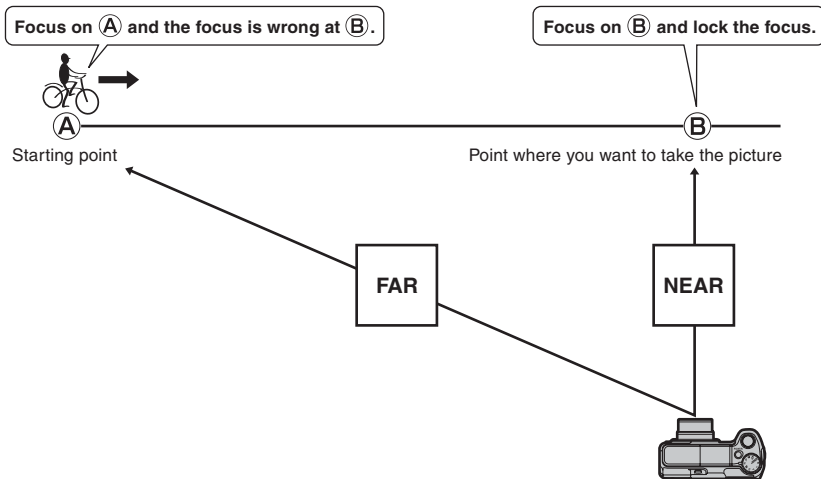 Focus on Ⓐ and the focus is wrong at Ⓑ.
Focus on Ⓑ and lock the focus.
Ⓐ
Ⓑ
Starting point
Point where you want to take the picture
FAR
NEAR